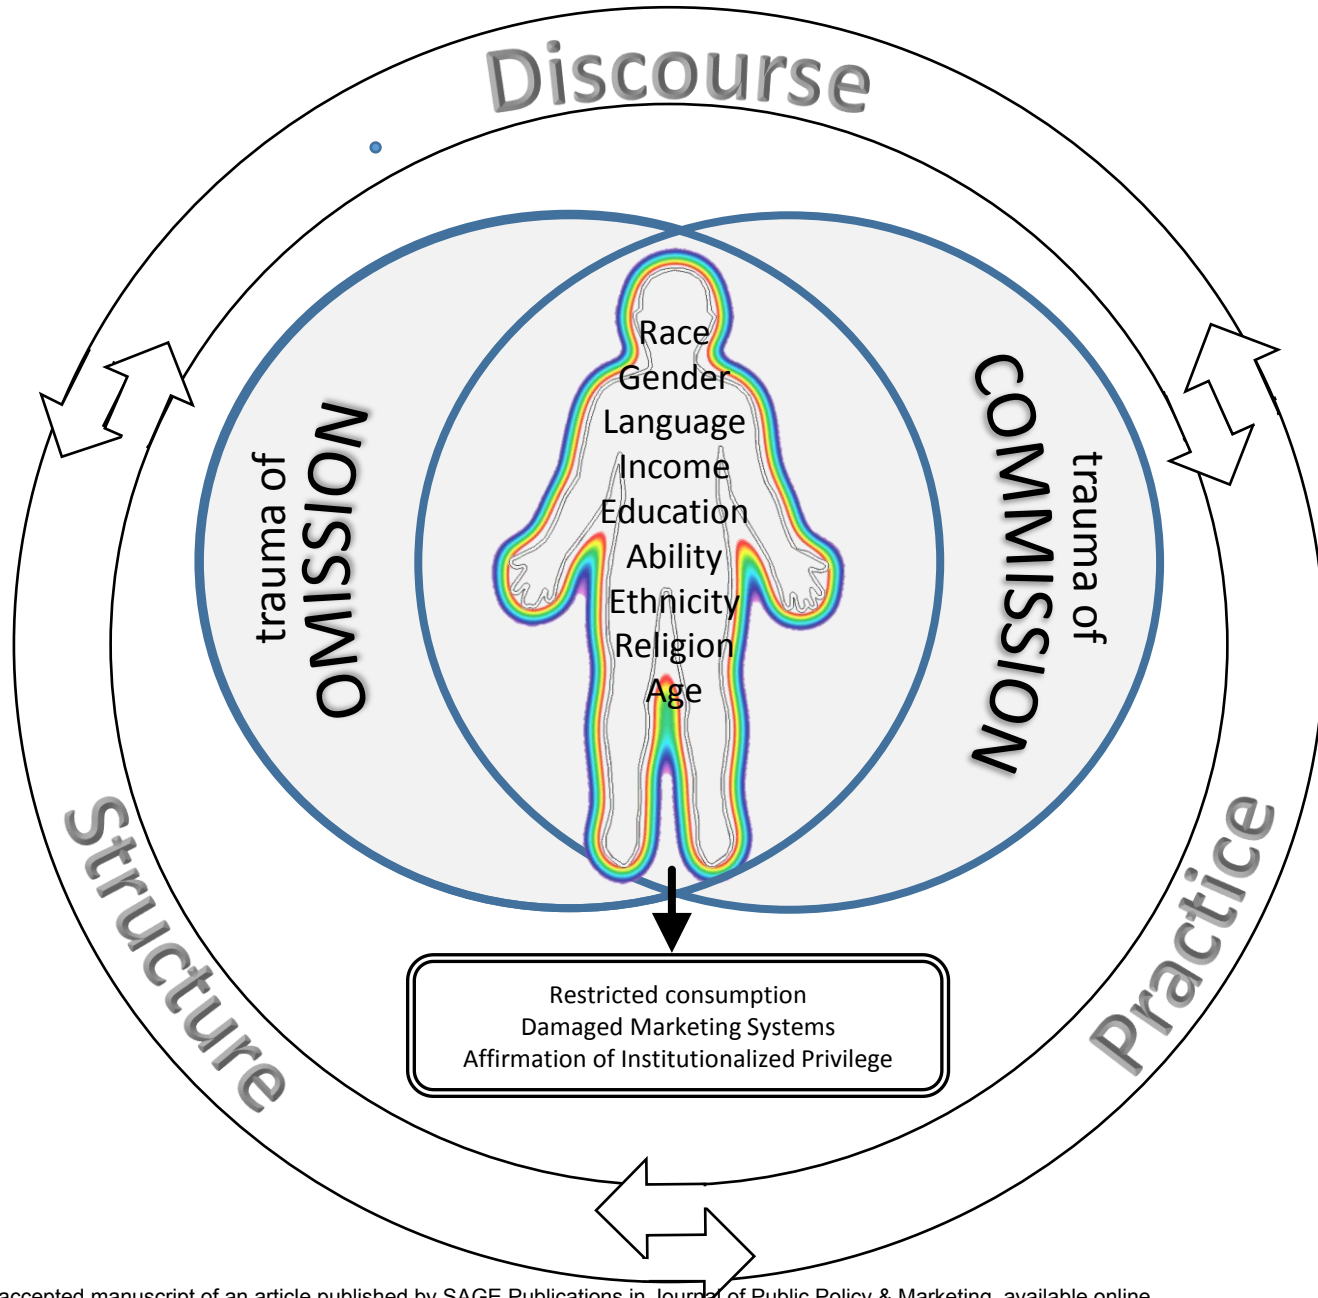 Discourse
trauma of
OMISSION
Race
Gender
Language
Income
Education
Ability
Ethnicity
Religion
Age
COMMISSION
trauma of
Structure
Practice
Restricted consumption
Damaged Marketing Systems
Affirmation of Institutionalized Privilege
accepted manuscript of an article published by SAGE Publications in Journal of Public Policy & Marketing, available online